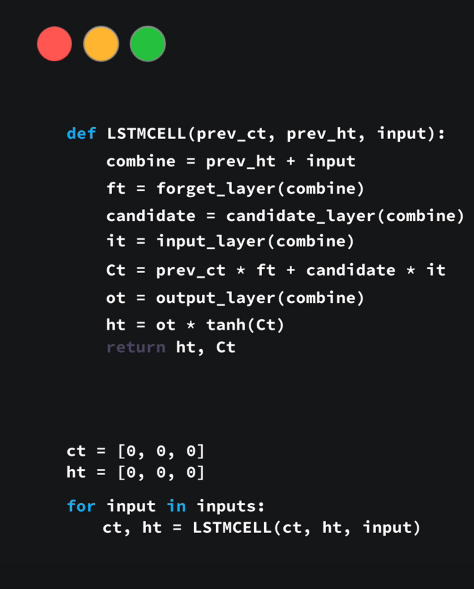 def LSTMCELL(prev_ct, prev_ht, input):
combine = prev_ht + input
ft = forget_layer(combine)
candidate = candidate_layer(combine)
it = input_layer(combine)
Ct = prev_ct * ft + candidate * it
ot = output_layer(combine)
ht = ot * tanh(Ct)
return ht, Ct
ct = [0, 0, 0]
ht = [0, 0, 0]
for input in inputs:
ct, ht = LSTMCELL(ct, ht, input)